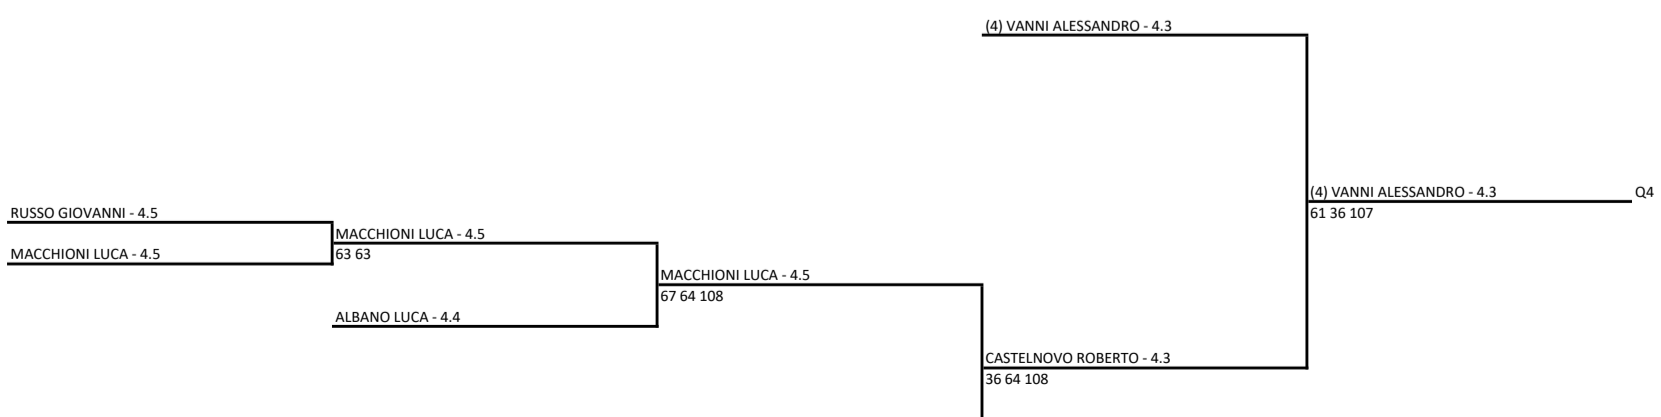 (4) VANNI ALESSANDRO - 4.3
(4) VANNI ALESSANDRO - 4.3
Q4
RUSSO GIOVANNI - 4.5
61 36 107
MACCHIONI LUCA - 4.5
MACCHIONI LUCA - 4.5
63 63
MACCHIONI LUCA - 4.5
67 64 108
ALBANO LUCA - 4.4
CASTELNOVO ROBERTO - 4.3
36 64 108